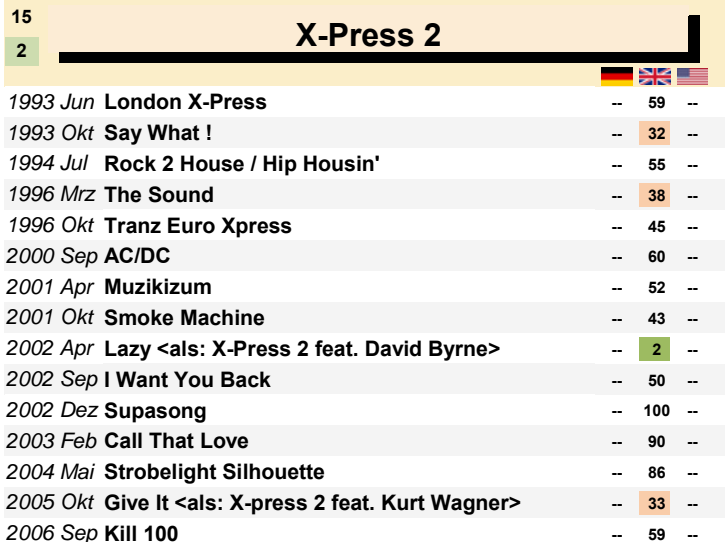 15
X-Press 2
2
1993 Jun London X-Press -- 59 --
1993 Okt Say What ! -- 32 --
1994 Jul Rock 2 House / Hip Housin' -- 55 --
1996 Mrz The Sound -- 38 --
1996 Okt Tranz Euro Xpress -- 45 --
2000 Sep AC/DC -- 60 --
2001 Apr Muzikizum -- 52 --
2001 Okt Smoke Machine -- 43 --
2002 Apr Lazy <als: X-Press 2 feat. David Byrne> -- 2 --
2002 Sep I Want You Back -- 50 --
2002 Dez Supasong -- 100 --
2003 Feb Call That Love -- 90 --
2004 Mai Strobelight Silhouette -- 86 --
2005 Okt Give It <als: X-press 2 feat. Kurt Wagner> -- 33 --
2006 Sep Kill 100 -- 59 --